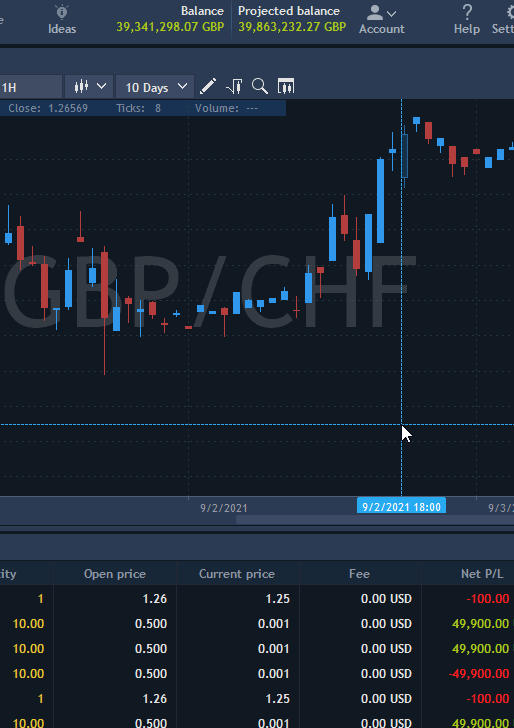 Balance Projected balance
Ideas 39,341,298.07 GBP 39,863,232.27 GBP Account Help Sett
1H 10 Days
Close: 1.26569 Ticks: 8 Volume: ---
GBP/CHF
9/2/2021 9/2/2021 18:00 9/3/
ity Open price Current price Fee Net P/L
1 1.26 1.25 0.00 USD -100.00
10.00 0.500 0.001 0.00 USD 49,900.00
10.00 0.500 0.001 0.00 USD 49,900.00
10.00 0.500 0.001 0.00 USD -49,900.00
1 1.26 1.25 0.00 USD -100.00
10.00 0.500 0.001 0.00 USD 49,900.00